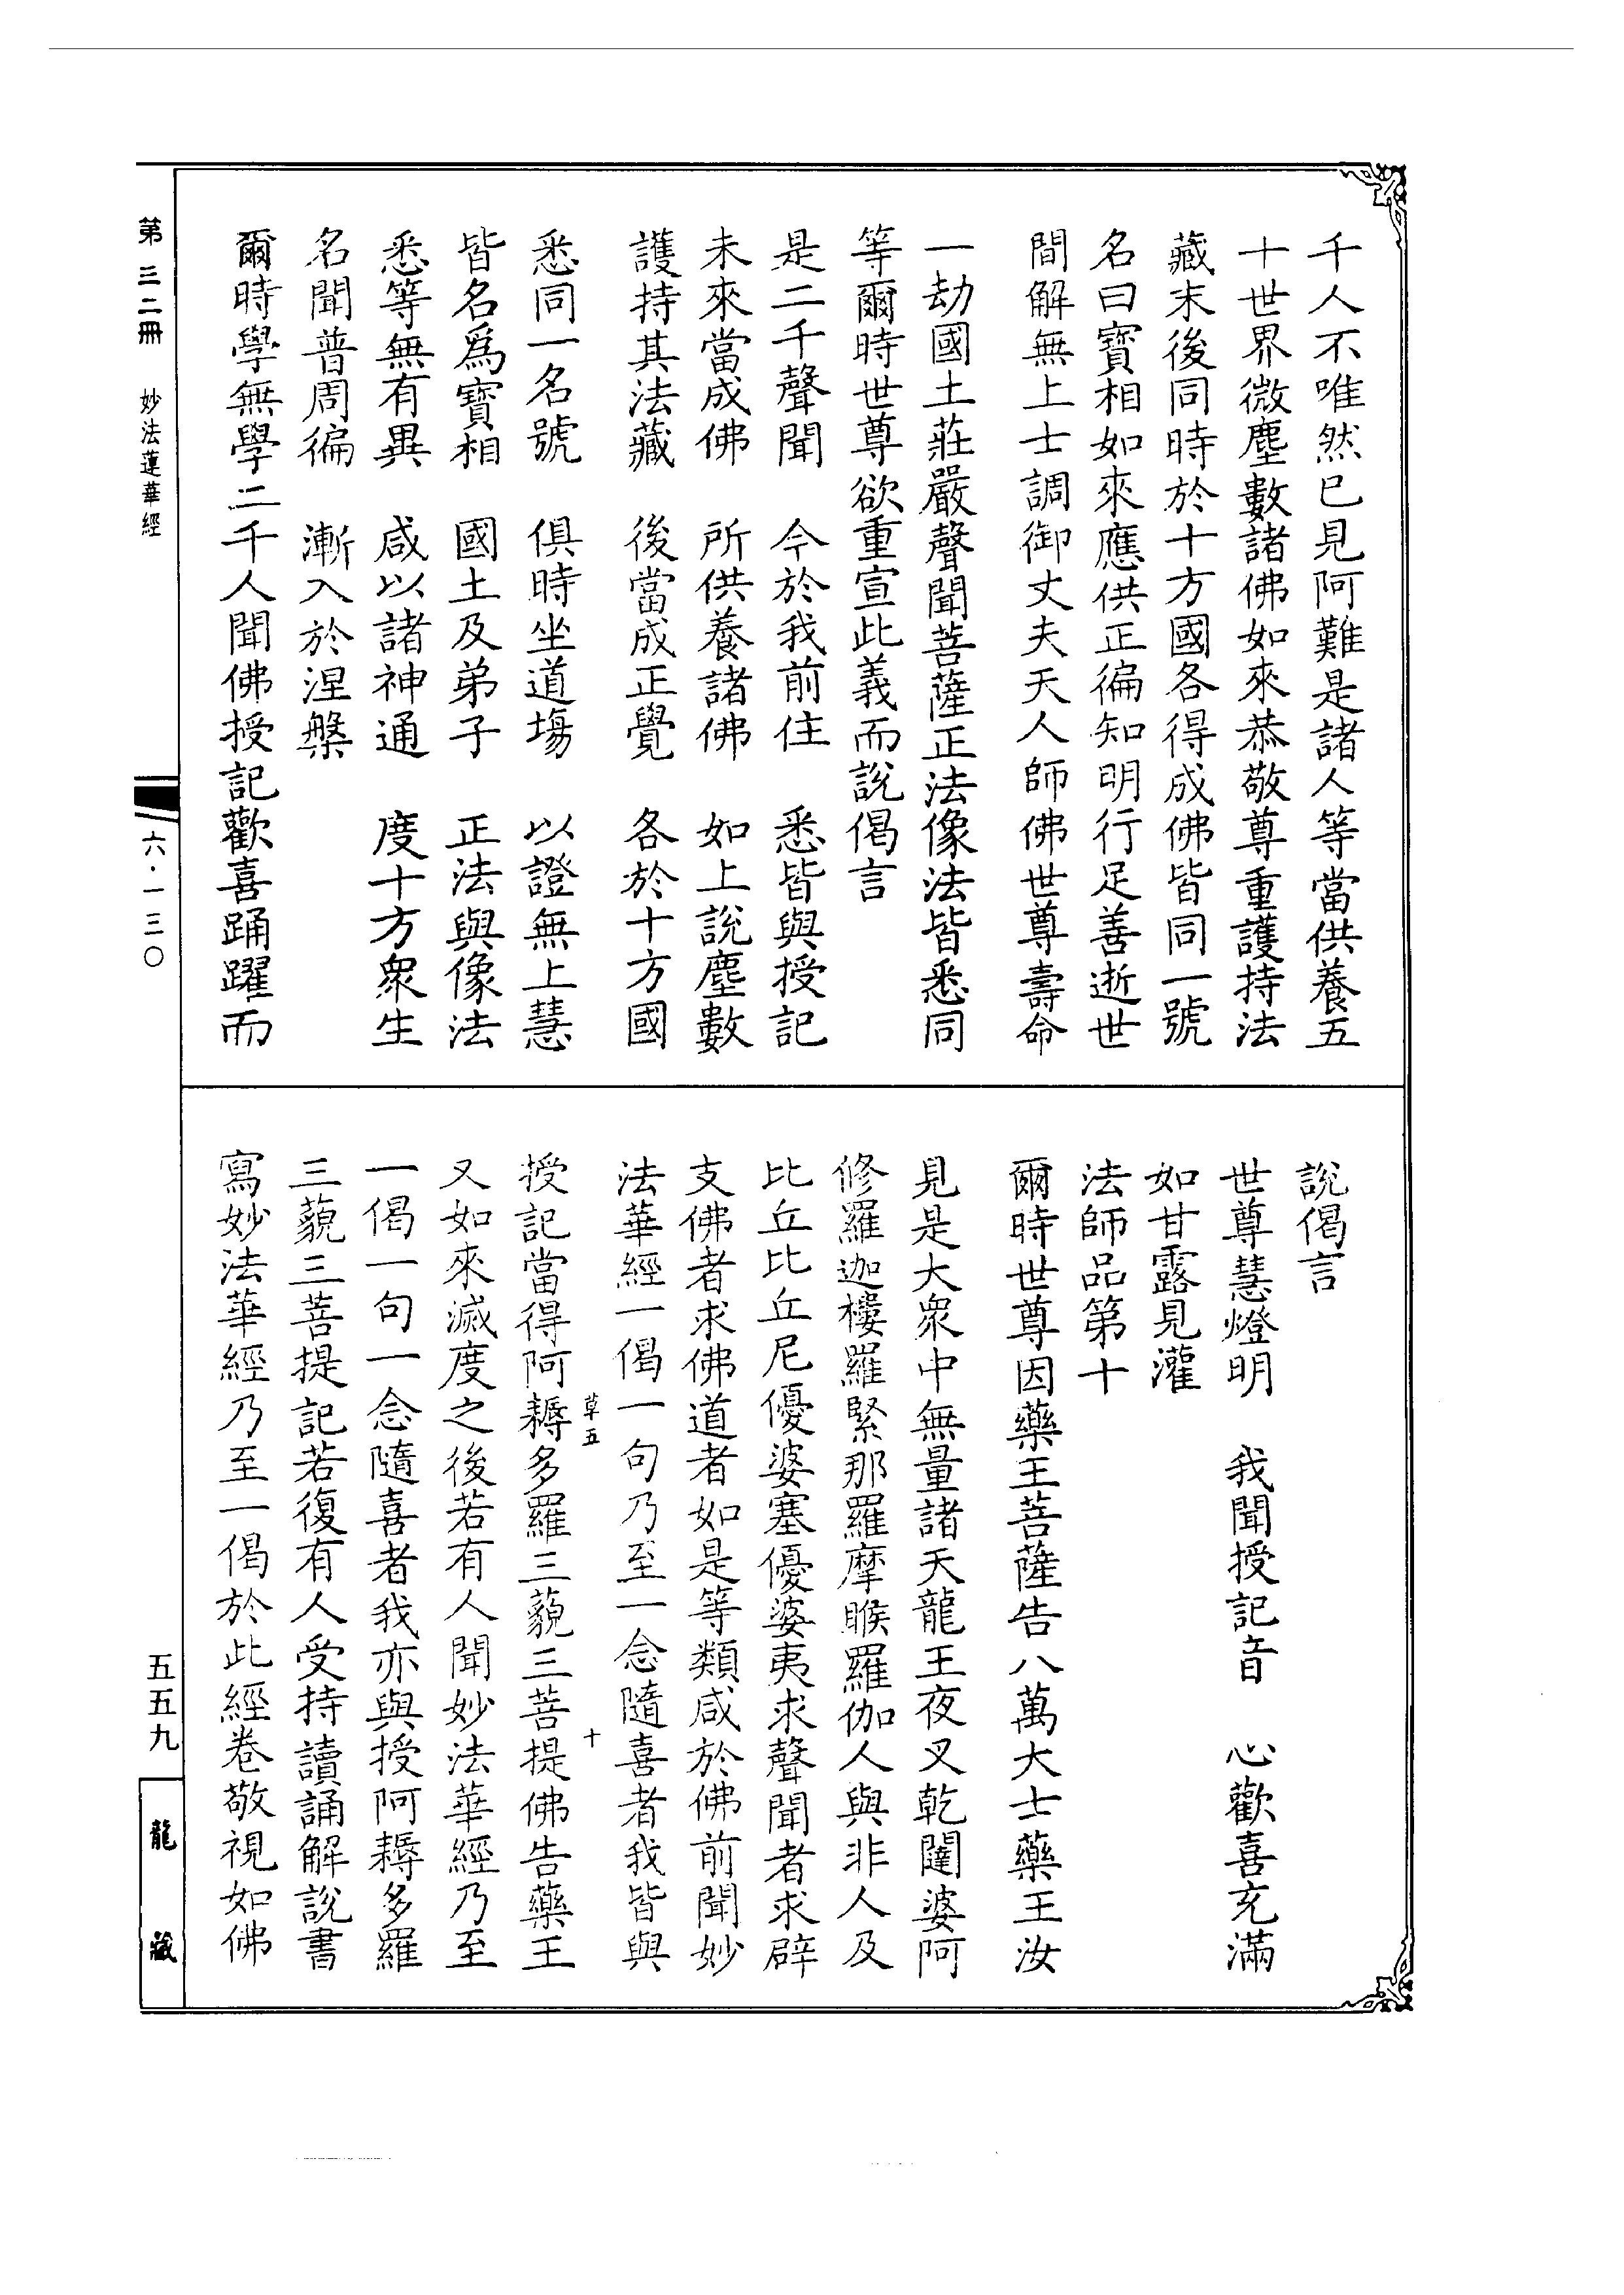 千人不唯然已見阿難是諸人等當供養五
十世界微塵數諸佛如來恭敬尊重護持法
藏末後同時於十方國各得成佛皆同一號
名曰寶相如來應供正徧知明行足善逝世
間解無上士調御丈夫天人師佛世尊壽命
一劫國土莊嚴聲聞菩薩正法像法皆悉同
等爾時世尊欲重宣此義而說偈言
是二千聲聞　今於我前住　悉皆與授記
未來當成佛　所供養諸佛　如上說塵數
護持其法藏　後當成正覺　各於十方國
悉同一名號　俱時坐道場　以證無上慧
皆名爲寶相　國土及弟子　正法與像法
悉等無有異　咸以諸神通　度十方衆生
名聞普周徧　漸入於涅槃
爾時學無學二千人聞佛授記歡喜踊躍而
說偈言
世尊慧燈明　我聞授記音　心歡喜充滿
如甘露見灌
法師品第十
爾時世尊因藥王菩薩告八萬大士藥王汝
見是大衆中無量諸天龍王夜叉乾闥婆阿
修羅迦樓羅緊那羅摩睺羅伽人與非人及
比丘比丘尼優婆塞優婆夷求聲聞者求辟
支佛者求佛道者如是等類咸於佛前聞妙
法華經一偈一句乃至一念隨喜者我皆與
草五　十
授記當得阿耨多羅三藐三菩提佛告藥王
又如來滅度之後若有人聞妙法華經乃至
一偈一句一念隨喜者我亦與授阿耨多羅
三藐三菩提記若復有人受持讀誦解說書
寫妙法華經乃至一偈於此經卷敬視如佛
第三二冊　妙法蓮華經
六·一三〇
五五九
龍藏